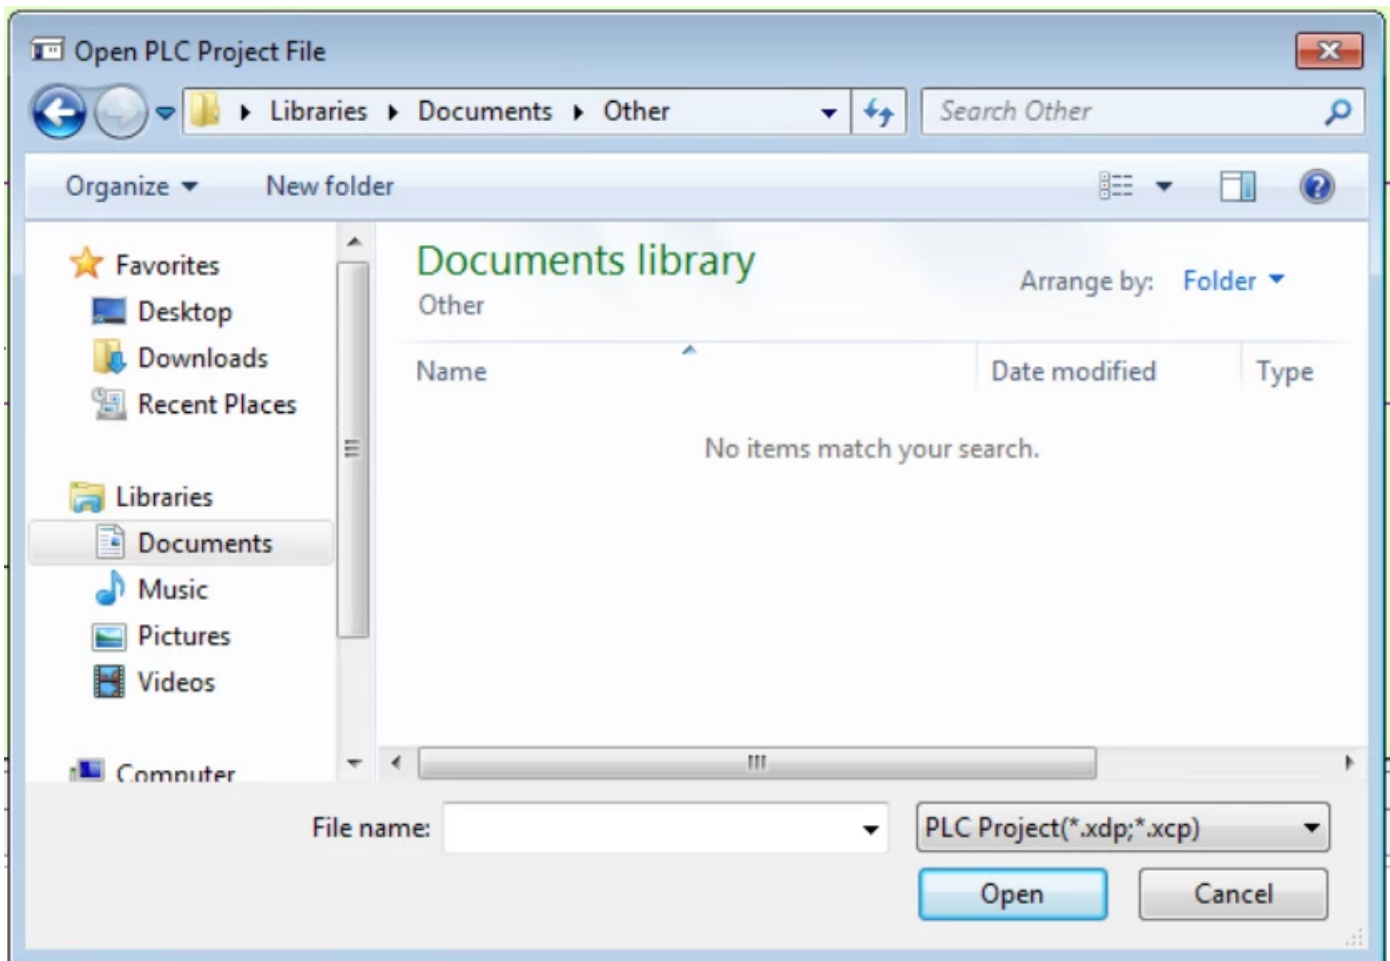 Open PLC Project File
Libraries Documents Other
Search Other
Organize New folder
Favorites
Desktop
Downloads
Recent Places
Libraries
Documents
Music
Pictures
Videos
Computer
Documents library
Other
Arrange by: Folder
Name Date modified Type
No items match your search.
File name:
PLC Project(*.xdp;*.xcp)
Open Cancel